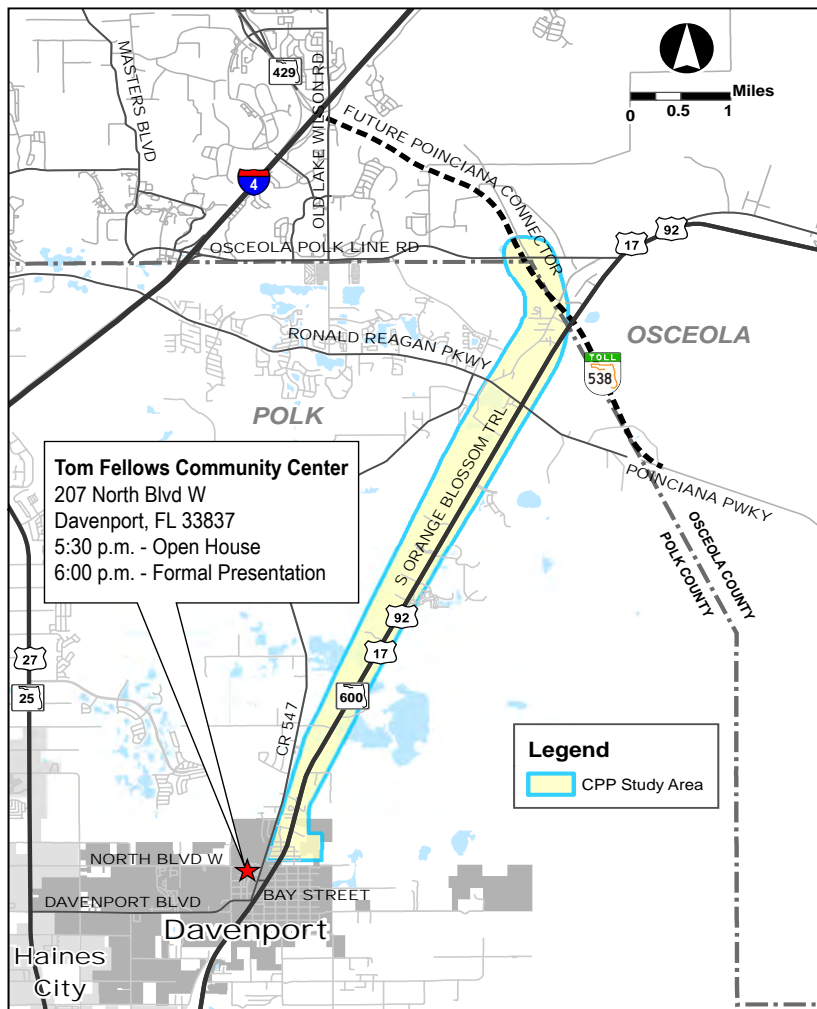 429
MASTERS BLVD
OLD LAKE WILSON RD
Miles
0 0.5 1
FUTURE POINCIANA CONNECTOR
4
17
92
OSCEOLA POLK LINE RD
RONALD REAGAN PKWY
OSCEOLA
TOLL
538
POLK
S ORANGE BLOSSOM TRL
POINCIANA PWKY
Tom Fellows Community Center
207 North Blvd W
Davenport, FL 33837
5:30 p.m. - Open House
6:00 p.m. - Formal Presentation
OSCEOLA COUNTY
POLK COUNTY
92
17
27
25
600
CR 547
Legend
CPP Study Area
NORTH BLVD W
DAVENPORT BLVD
BAY STREET
Davenport
Haines
City